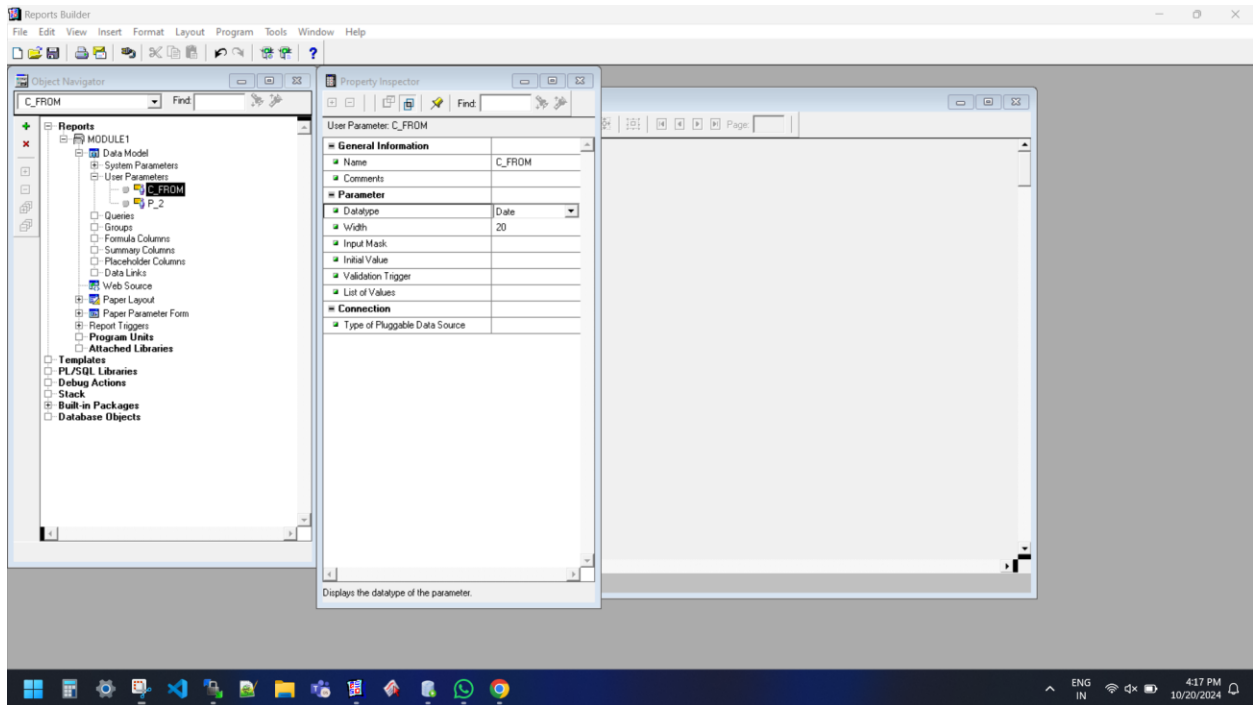 Reports Builder
File Edit View Insert Format Layout Program Tools Window Help
Object Navigator
C_FROM Find:
Reports
MODULE1
Data Model
System Parameters
User Parameters
C_FROM
P_2
Queries
Groups
Formula Columns
Summary Columns
Placeholder Columns
Data Links
Web Source
Paper Layout
Paper Parameter Form
Report Triggers
Program Units
Attached Libraries
Templates
PL/SQL Libraries
Debug Actions
Stack
Built-in Packages
Database Objects
Property Inspector
Find:
User Parameter: C_FROM
General Information
Name C_FROM
Comments
Parameter
Datatype Date
Width 20
Input Mask
Initial Value
Validation Trigger
List of Values
Connection
Type of Pluggable Data Source
Displays the datatype of the parameter.
Page:
ENG
IN
4:17 PM
10/20/2024